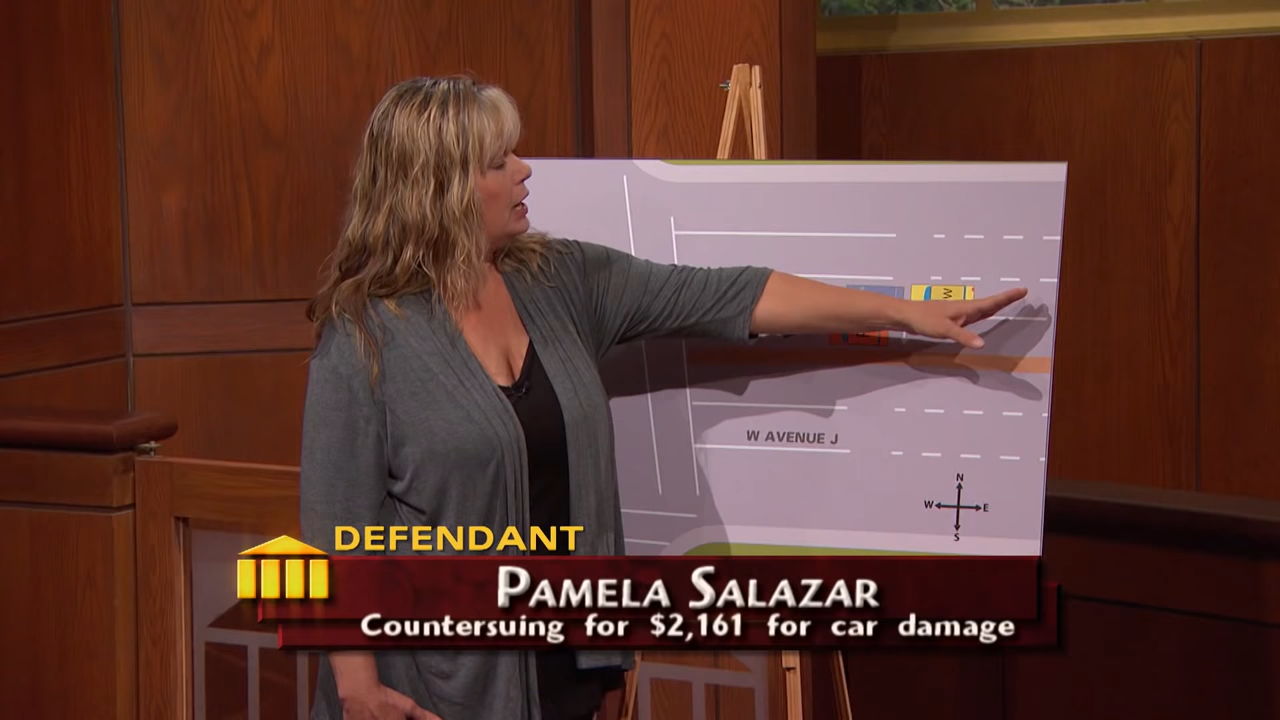 W
W AVENUE J
N
W E
S
DEFENDANT
PAMELA SALAZAR
Countersuing for $2,161 for car damage